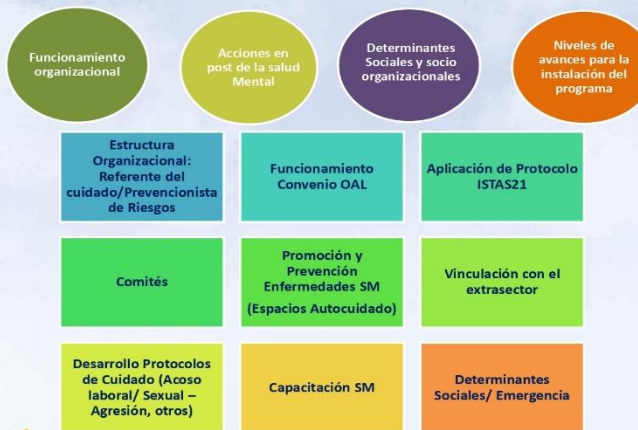 Funcionamiento
organizacional
Acciones en
post de la salud
Mental
Determinantes
Sociales y socio
organizacionales
Niveles de
avances para la
instalación del
programa
Estructura
Organizacional:
Referente del
cuidado/Prevencionista
de Riesgos
Funcionamiento
Convenio OAL
Aplicación de Protocolo
ISTAS21
Comités
Promoción y
Prevención
Enfermedades SM
(Espacios Autocuidado)
Vinculación con el
extrasector
Desarrollo Protocolos
de Cuidado (Acoso
laboral/ Sexual –
Agresión, otros)
Capacitación SM
Determinantes
Sociales/ Emergencia